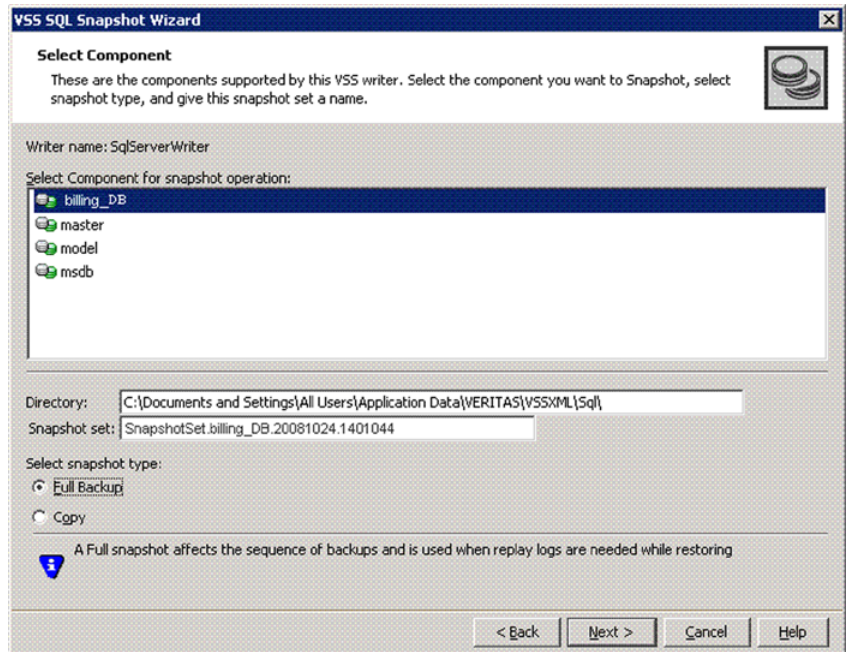 VSS SQL Snapshot Wizard
Select Component
These are the components supported by this VSS writer. Select the component you want to Snapshot, select
snapshot type, and give this snapshot set a name.
Writer name: SqlServerWriter
Select Component for snapshot operation:
billing_DB
master
model
msdb
Directory: C:\Documents and Settings\All Users\Application Data\VERITAS\VSSXML\Sql\
Snapshot set: SnapshotSet.billing_DB.20081024.1401044
Select snapshot type:
Full Backup
Copy
A Full snapshot affects the sequence of backups and is used when replay logs are needed while restoring
< Back Next > Cancel Help